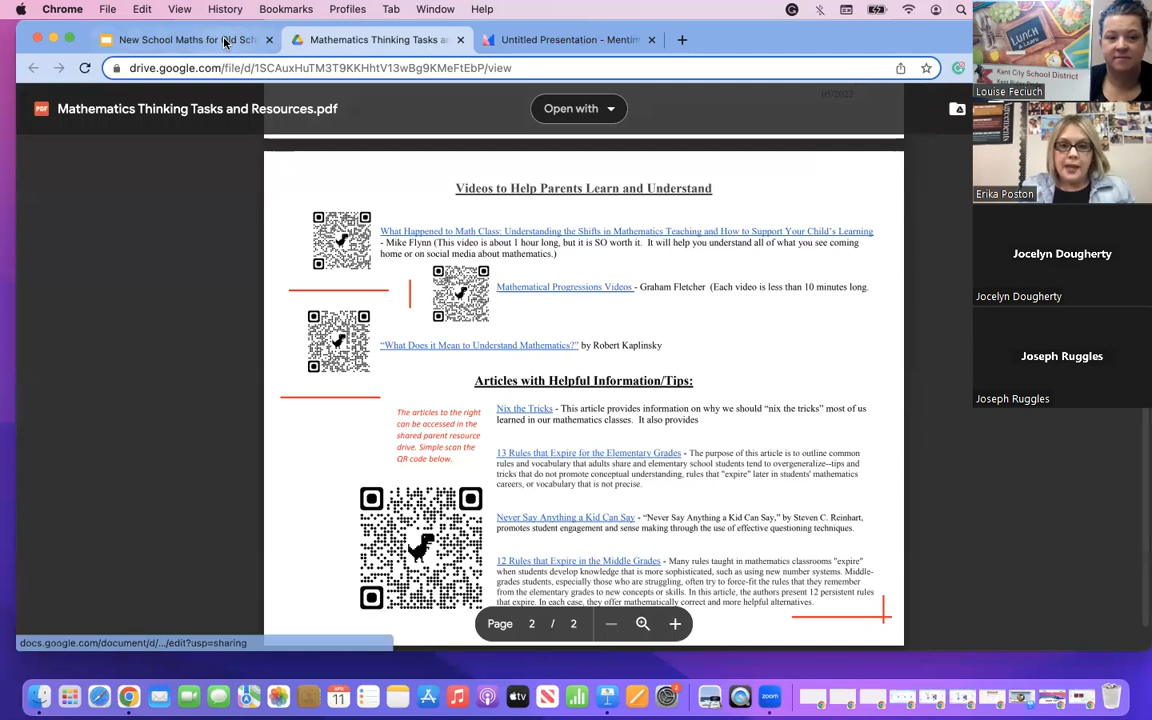 Chrome File Edit View History Bookmarks Profiles Tab Window Help
New School Maths for Old Sch
Mathematics Thinking Tasks a
Untitled Presentation - Mentim
drive.google.com/file/d/1SCAuxHuTM3T9KKHhtV13wBg9KMeFtEbP/view
PDF
Mathematics Thinking Tasks and Resources.pdf
Open with
05/2022
Videos to Help Parents Learn and Understand
What Happened to Math Class: Understanding the Shifts in Mathematics Teaching and How to Support Your Child's Learning
- Mike Flynn (This video is about 1 hour long, but it is SO worth it. It will help you understand all of what you see coming
home or on social media about mathematics.)
Mathematical Progressions Videos - Graham Fletcher (Each video is less than 10 minutes long.
"What Does it Mean to Understand Mathematics?" by Robert Kaplinsky
Articles with Helpful Information/Tips:
The articles to the right
can be accessed in the
shared parent resource
drive. Simple scan the
QR code below.
Nix the Tricks - This article provides information on why we should "nix the tricks" most of us
learned in our mathematics classes. It also provides
13 Rules that Expire for the Elementary Grades - The purpose of this article is to outline common
rules and vocabulary that adults share and elementary school students tend to overgeneralize--tips and
tricks that do not promote conceptual understanding, rules that "expire" later in students' mathematics
careers, or vocabulary that is not precise.
Never Say Anything a Kid Can Say - "Never Say Anything a Kid Can Say," by Steven C. Reinhart,
promotes student engagement and sense making through the use of effective questioning techniques.
12 Rules that Expire in the Middle Grades - Many rules taught in mathematics classrooms "expire"
when students develop knowledge that is more sophisticated, such as using new number systems. Middle-
grades students, especially those who are struggling, often try to force-fit the rules that they remember
from the elementary grades to new concepts or skills. In this article, the authors present 12 persistent rules
that expire. In each case, they offer mathematically correct and more helpful alternatives.
Page 2 / 2
docs.google.com/document/d/.../edit?usp=sharing
LUNCH
& Learn
Kent City School District
Louise Feciuch
Erika Poston
Jocelyn Dougherty
Jocelyn Dougherty
Joseph Ruggles
Joseph Ruggles
APR
11
tv
zoom